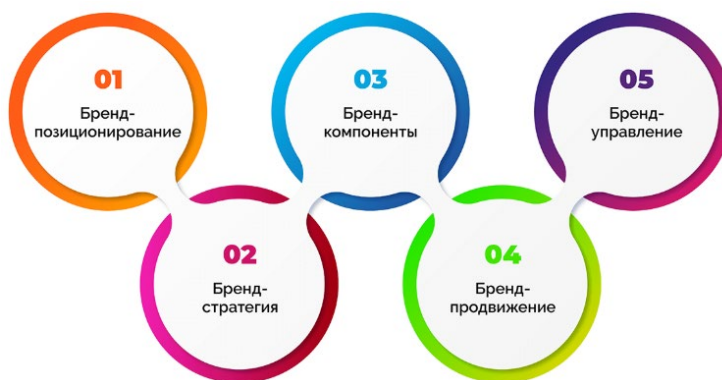 01
Бренд-
позиционирование
02
Бренд-
стратегия
03
Бренд-
компоненты
04
Бренд-
продвижение
05
Бренд-
управление